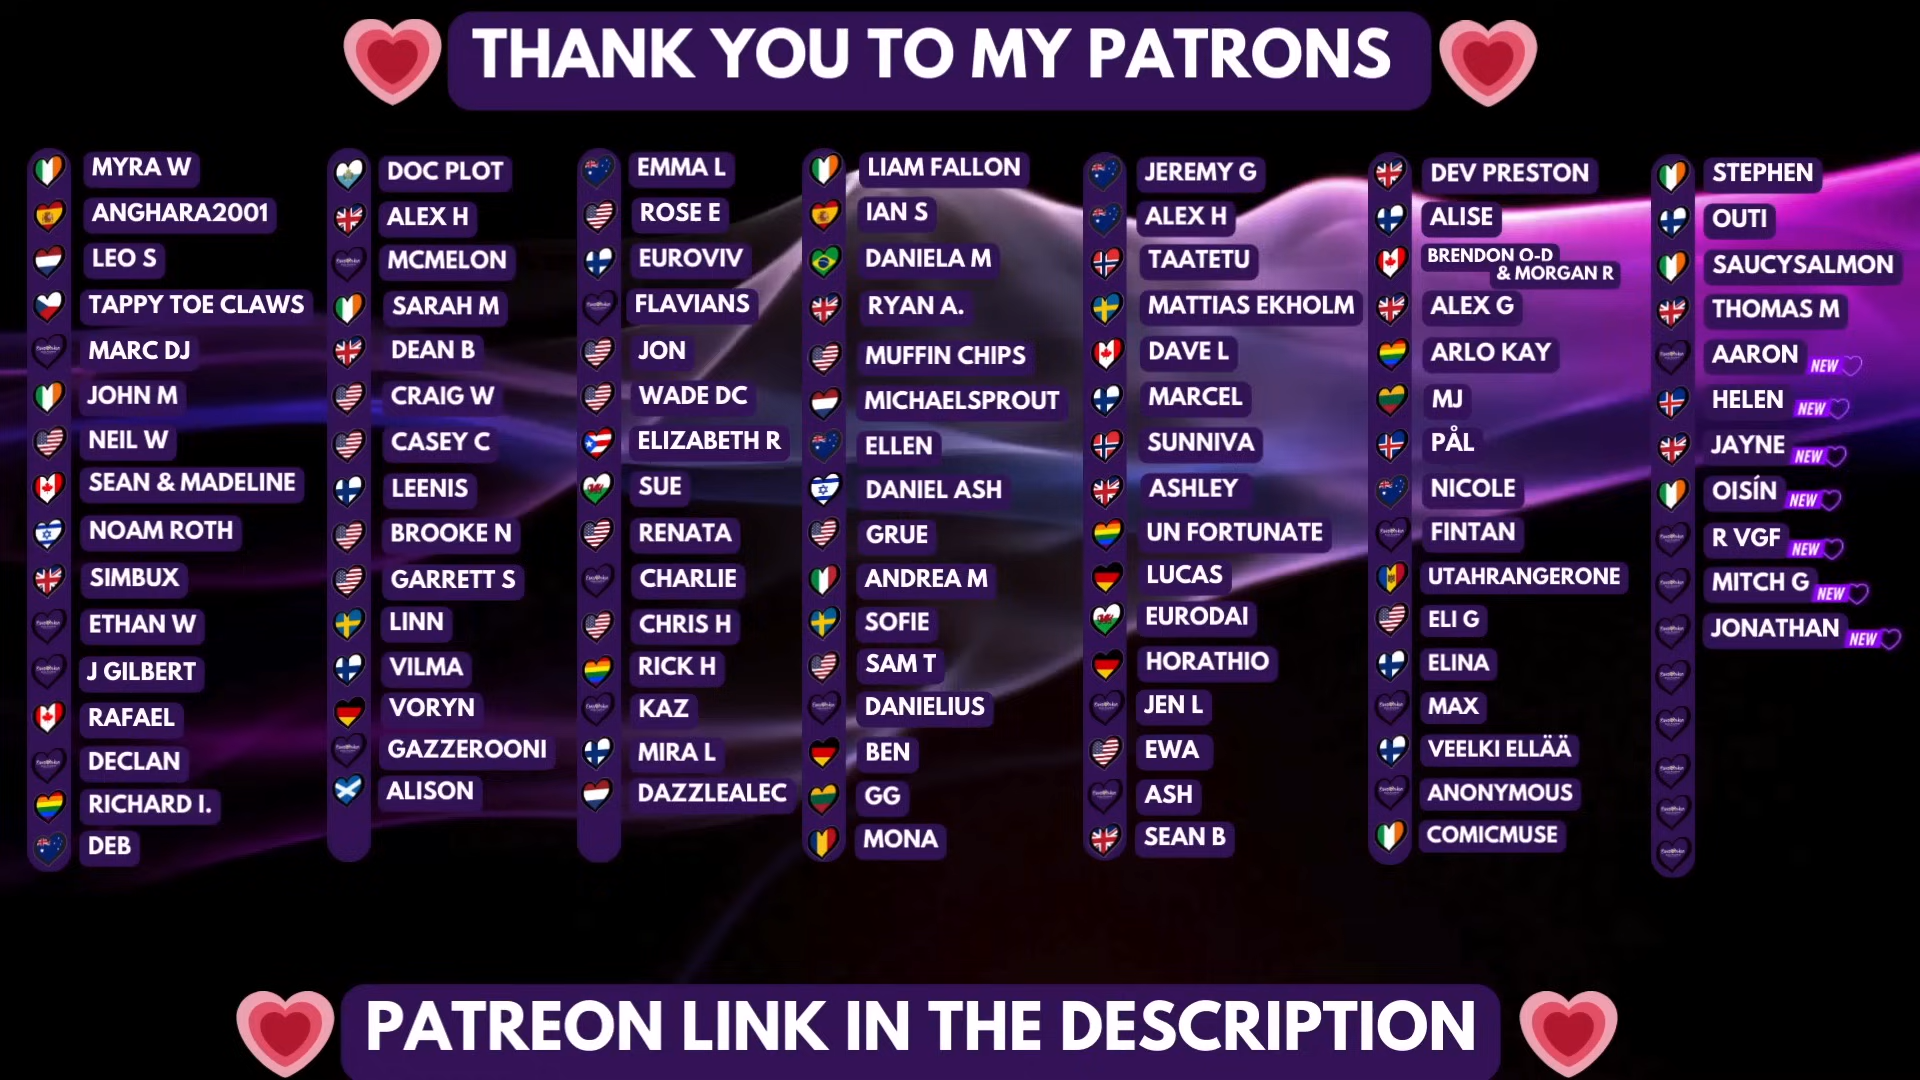 THANK YOU TO MY PATRONS
MYRA W
ANGHARA2001
LEO S
TAPPY TOE CLAWS
MARC DJ
JOHN M
NEIL W
SEAN & MADELINE
NOAM ROTH
SIMBUX
ETHAN W
J GILBERT
RAFAEL
DECLAN
RICHARD I.
DEB
DOC PLOT
ALEX H
MCMELON
SARAH M
DEAN B
CRAIG W
CASEY C
LEENIS
BROOKE N
GARRETT S
LINN
VILMA
VORYN
GAZZEROONI
ALISON
EMMA L
ROSE E
EUROVIV
FLAVIANS
JON
WADE DC
ELIZABETH R
SUE
RENATA
CHARLIE
CHRIS H
RICK H
KAZ
MIRA L
DAZZLEALEC
LIAM FALLON
IAN S
DANIELA M
RYAN A.
MUFFIN CHIPS
MICHAELSPROUT
ELLEN
DANIEL ASH
GRUE
ANDREA M
SOFIE
SAM T
DANIELIUS
BEN
GG
MONA
JEREMY G
ALEX H
TAATETU
MATTIAS EKHOLM
DAVE L
MARCEL
SUNNIVA
ASHLEY
UN FORTUNATE
LUCAS
EURODAI
HORATHIO
JEN L
EWA
ASH
SEAN B
DEV PRESTON
ALISE
BRENDON O-D
& MORGAN R
ALEX G
ARLO KAY
MJ
PÅL
NICOLE
FINTAN
UTAHRANGERONE
ELI G
ELINA
MAX
VEELKI ELLÄÄ
ANONYMOUS
COMICMUSE
STEPHEN
OUTI
SAUCYSALMON
THOMAS M
AARON NEW
HELEN NEW
JAYNE NEW
OISÍN NEW
R VGF NEW
MITCH G NEW
JONATHAN NEW
PATREON LINK IN THE DESCRIPTION